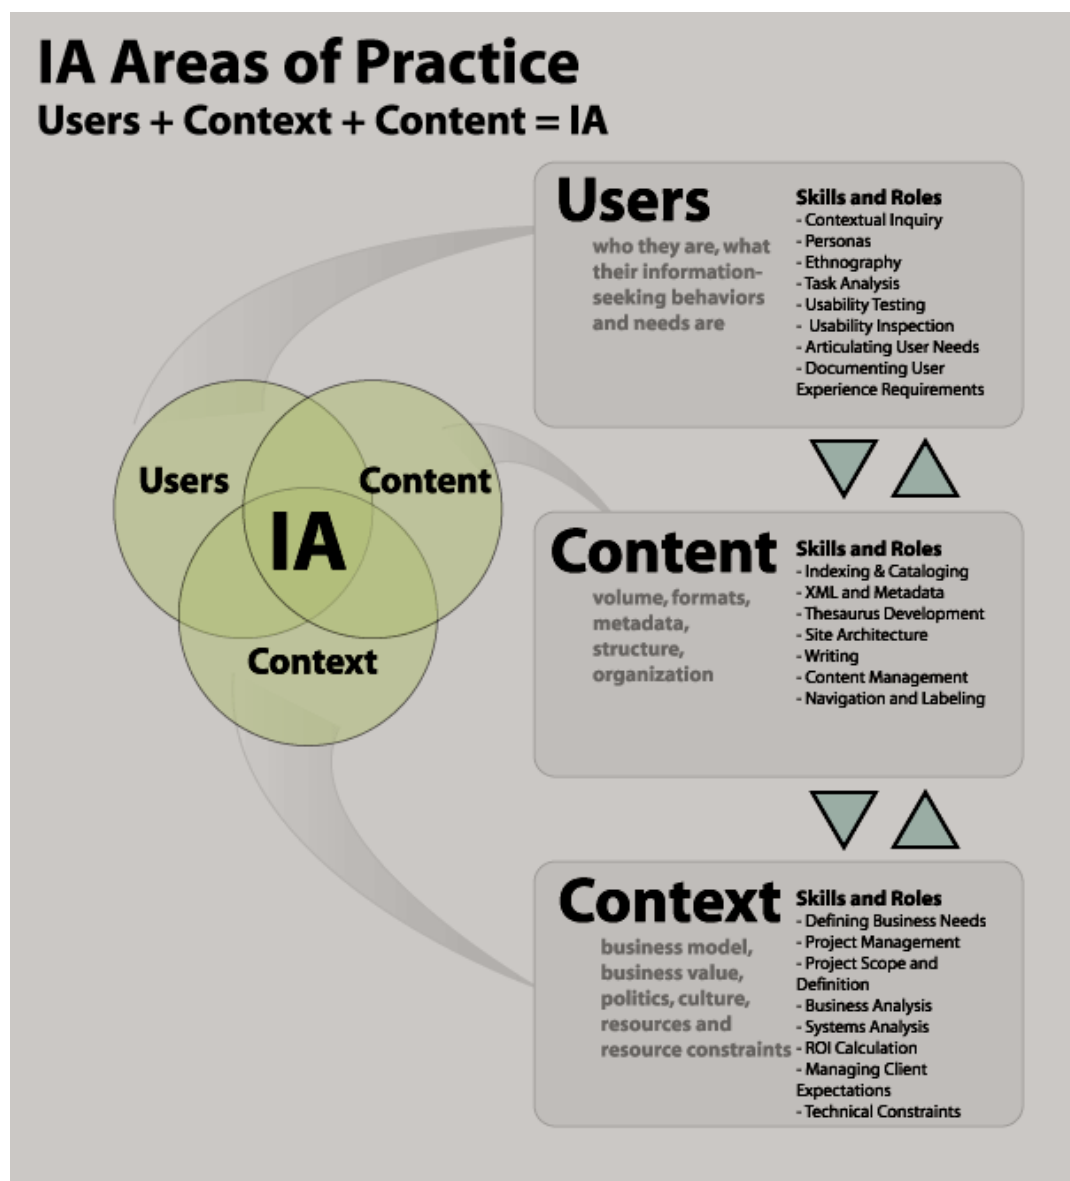 IA Areas of Practice
Users + Context + Content = IA
Users
who they are, what
their information-
seeking behaviors
and needs are
Skills and Roles
- Contextual Inquiry
- Personas
- Ethnography
- Task Analysis
- Usability Testing
- Usability Inspection
- Articulating User Needs
- Documenting User
Experience Requirements
Users
Content
IA
Context
Content
volume, formats,
metadata,
structure,
organization
Skills and Roles
- Indexing & Cataloging
- XML and Metadata
- Thesaurus Development
- Site Architecture
- Writing
- Content Management
- Navigation and Labeling
Context
business model,
business value,
politics, culture,
resources and
resource constraints
Skills and Roles
- Defining Business Needs
- Project Management
- Project Scope and
Definition
- Business Analysis
- Systems Analysis
- ROI Calculation
- Managing Client
Expectations
- Technical Constraints